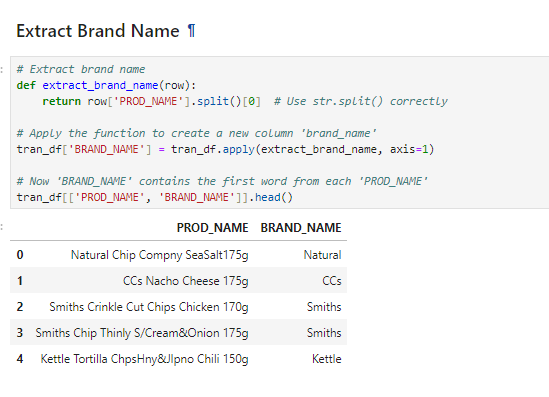 Extract Brand Name ¶
# Extract brand name
def extract_brand_name(row):
    return row['PROD_NAME'].split()[0]  # Use str.split() correctly
# Apply the function to create a new column 'brand_name'
tran_df['BRAND_NAME'] = tran_df.apply(extract_brand_name, axis=1)
# Now 'BRAND_NAME' contains the first word from each 'PROD_NAME'
tran_df[['PROD_NAME', 'BRAND_NAME']].head()
PROD_NAME BRAND_NAME
0 Natural Chip Compny SeaSalt175g Natural
1 CCs Nacho Cheese 175g CCs
2 Smiths Crinkle Cut Chips Chicken 170g Smiths
3 Smiths Chip Thinly S/Cream&Onion 175g Smiths
4 Kettle Tortilla ChpsHny&Jlpno Chili 150g Kettle